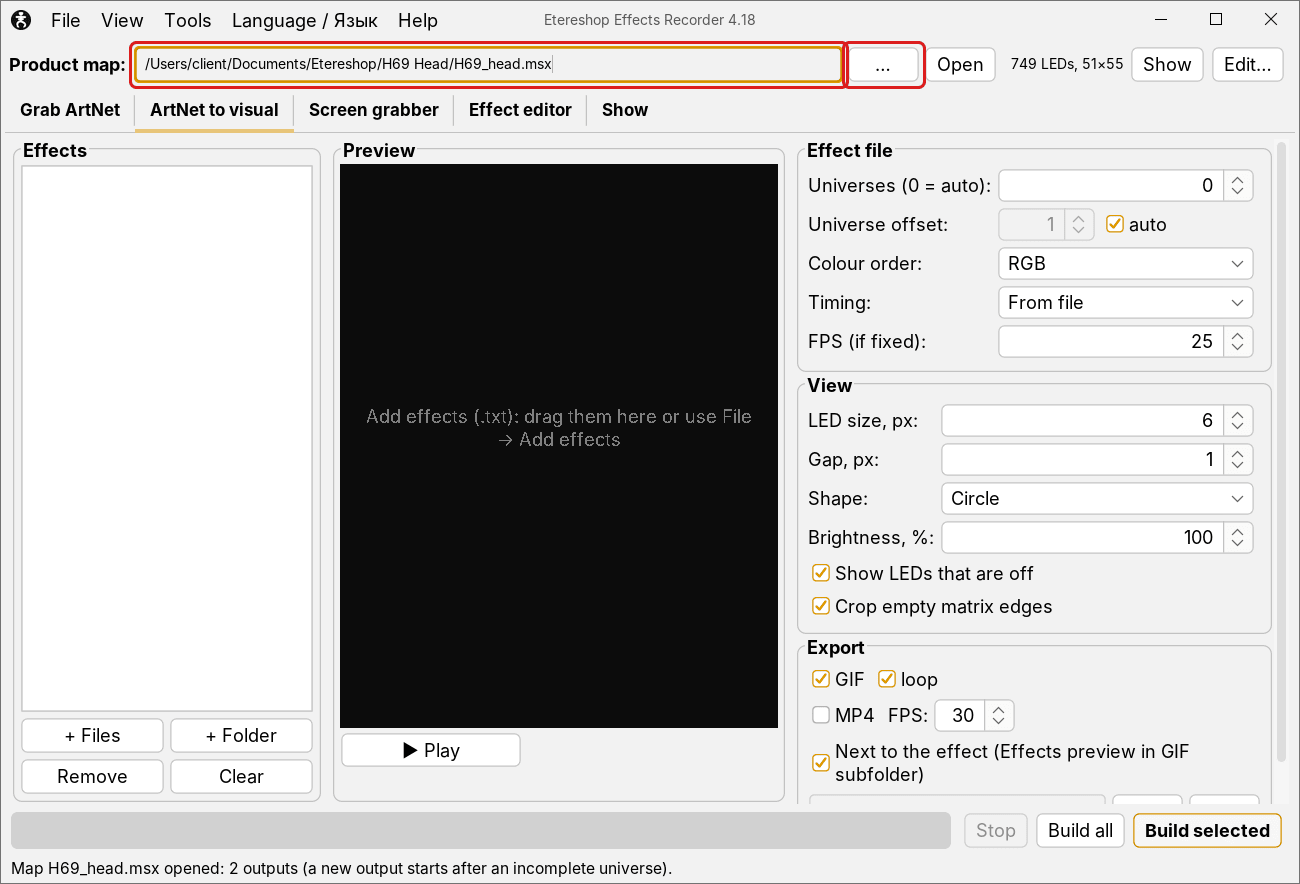 File View Tools Language / Язык Help Etereshop Effects Recorder 4.18
Product map: /Users/client/Documents/Etereshop/H69 Head/H69_head.msx ... Open 749 LEDs, 51×55 Show Edit...
Grab ArtNet ArtNet to visual Screen grabber Effect editor Show
Effects
+ Files + Folder
Remove Clear
Preview
Add effects (.txt): drag them here or use File
→ Add effects
▶ Play
Effect file
Universes (0 = auto): 0
Universe offset: 1 auto
Colour order: RGB
Timing: From file
FPS (if fixed): 25
View
LED size, px: 6
Gap, px: 1
Shape: Circle
Brightness, %: 100
Show LEDs that are off
Crop empty matrix edges
Export
GIF loop
MP4 FPS: 30
Next to the effect (Effects preview in GIF
subfolder)
Stop Build all Build selected
Map H69_head.msx opened: 2 outputs (a new output starts after an incomplete universe).